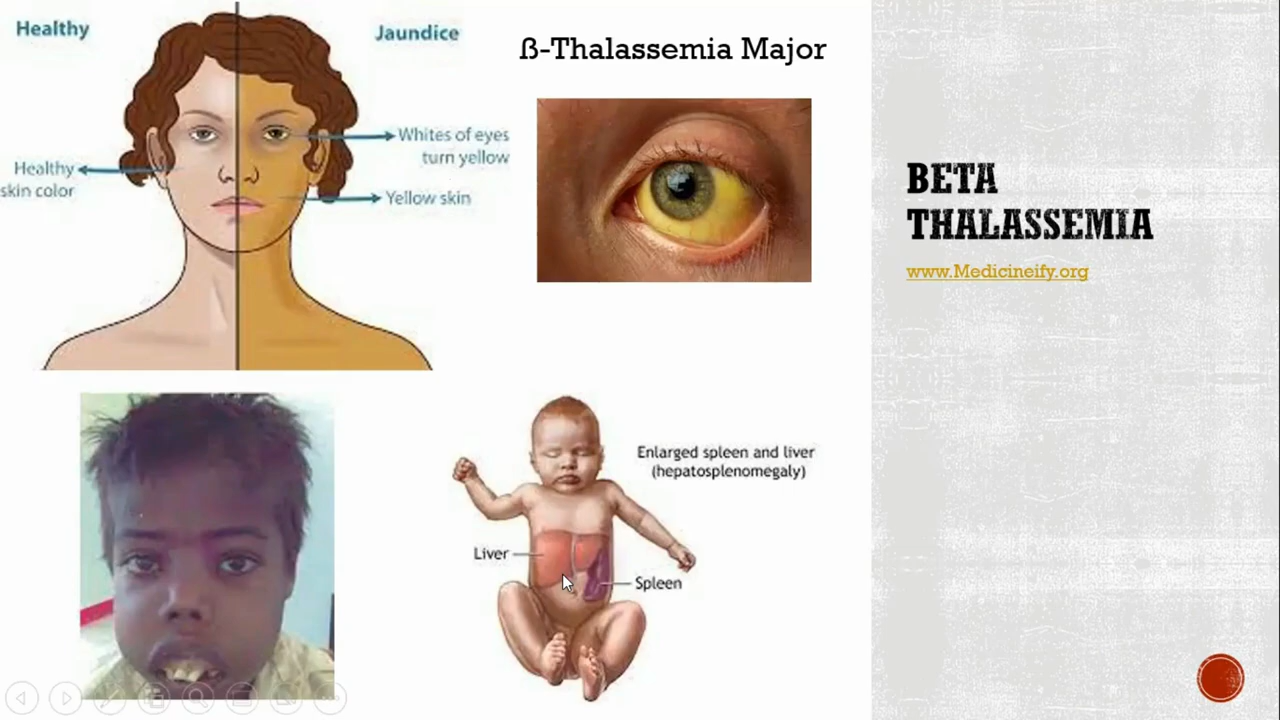 Healthy
Jaundice
Whites of eyes
turn yellow
Healthy
skin color
Yellow skin
ß-Thalassemia Major
Enlarged spleen and liver
(hepatosplenomegaly)
Liver
Spleen
BETA
THALASSEMIA
www.Medicineify.org